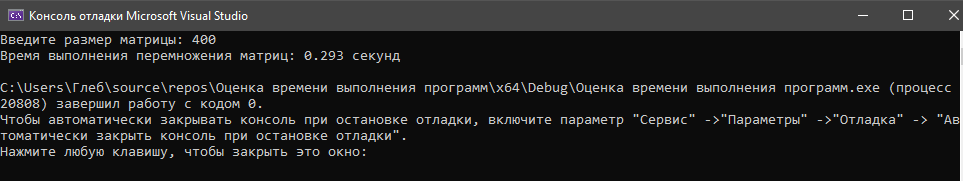 Консоль отладки Microsoft Visual Studio
Введите размер матрицы: 400
Время выполнения перемножения матриц: 0.293 секунд
C:\Users\Глеб\source\repos\Оценка времени выполнения программ\x64\Debug\Оценка времени выполнения программ.exe (процесс
20808) завершил работу с кодом 0.
Чтобы автоматически закрывать консоль при остановке отладки, включите параметр "Сервис" ->"Параметры" ->"Отладка" -> "Ав
томатически закрыть консоль при остановке отладки".
Нажмите любую клавишу, чтобы закрыть это окно: